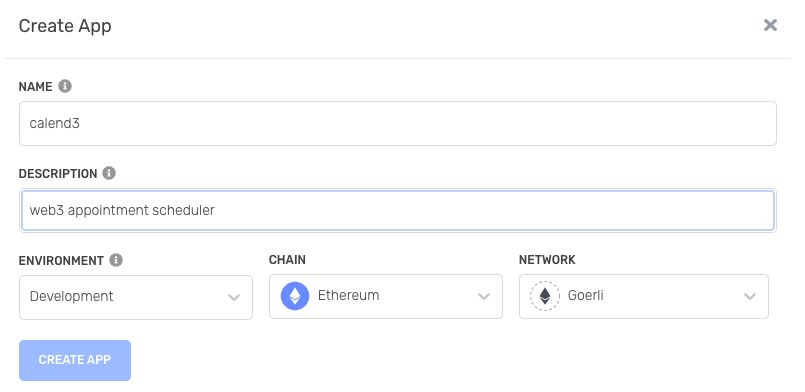 Create App
NAME
calend3
DESCRIPTION
web3 appointment scheduler
ENVIRONMENT CHAIN NETWORK
Development Ethereum Goerli
CREATE APP